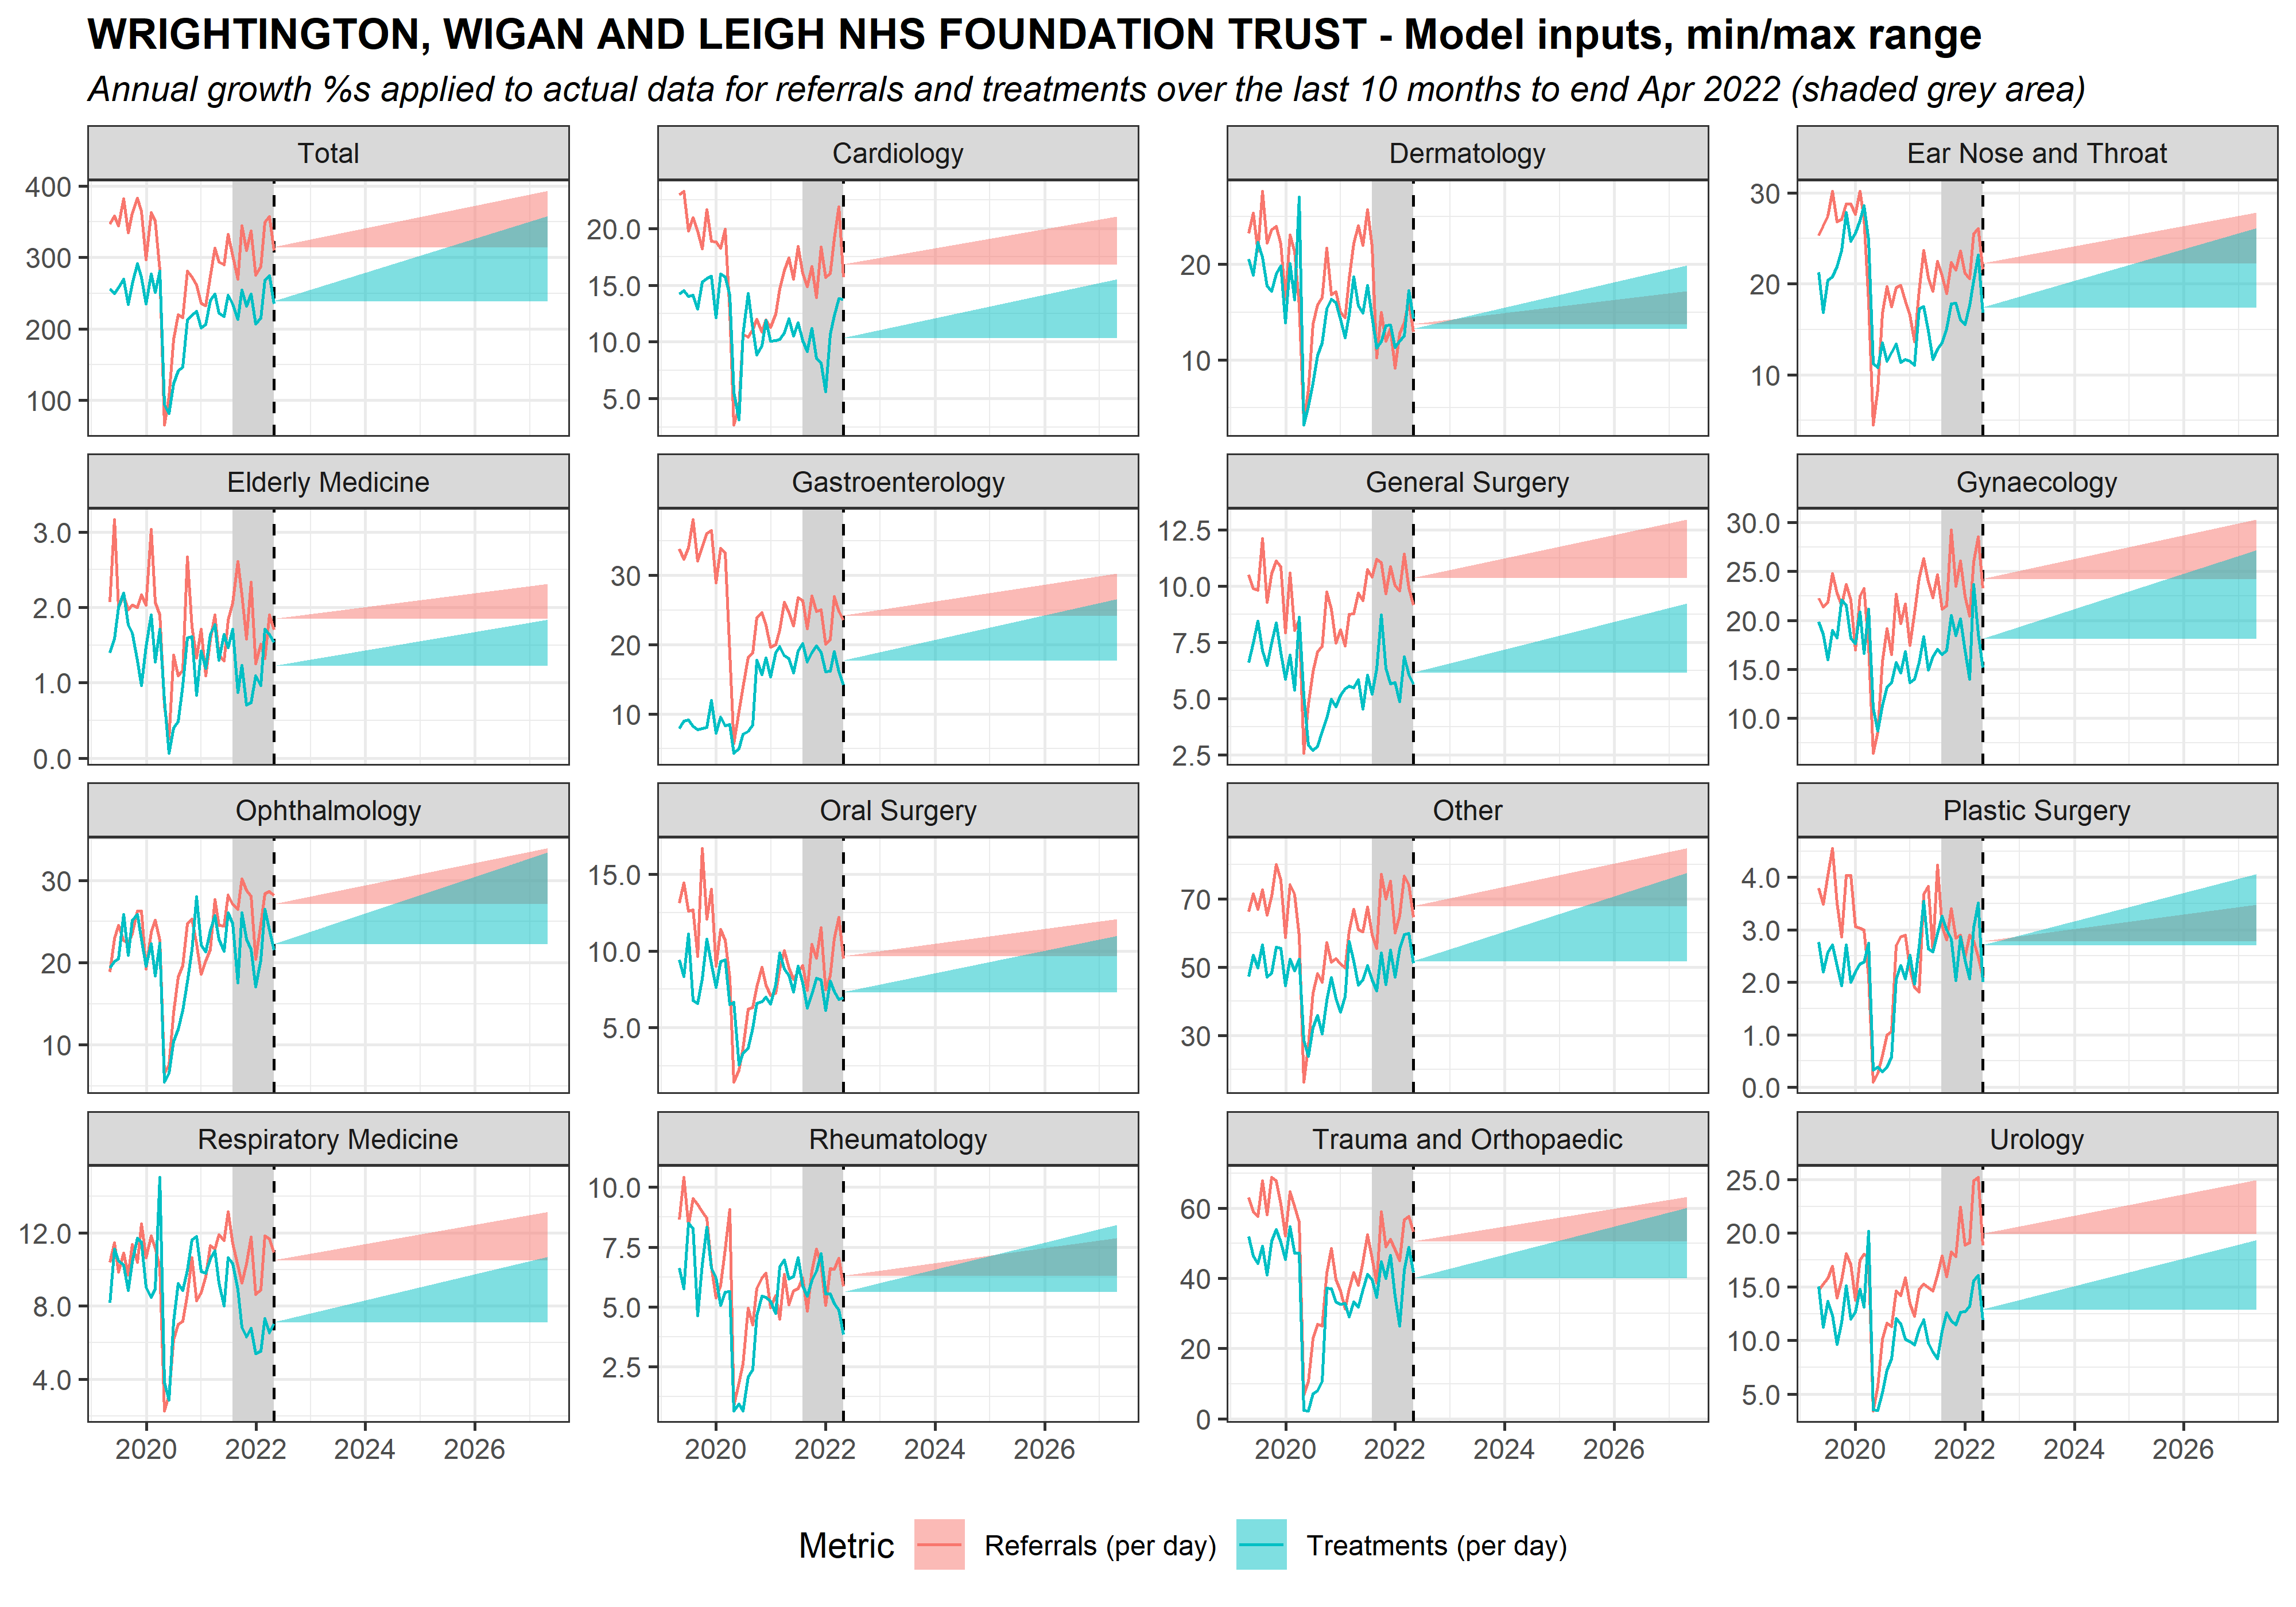 WRIGHTINGTON, WIGAN AND LEIGH NHS FOUNDATION TRUST - Model inputs, min/max range
Annual growth %s applied to actual data for referrals and treatments over the last 10 months to end Apr 2022 (shaded grey area)
Total
Cardiology
Dermatology
Ear Nose and Throat
400
300
200
100
20.0
15.0
10.0
5.0
20
10
30
20
10
Elderly Medicine
Gastroenterology
General Surgery
Gynaecology
3.0
2.0
1.0
0.0
30
20
10
12.5
10.0
7.5
5.0
2.5
30.0
25.0
20.0
15.0
10.0
Ophthalmology
Oral Surgery
Other
Plastic Surgery
30
20
10
15.0
10.0
5.0
70
50
30
4.0
3.0
2.0
1.0
0.0
Respiratory Medicine
Rheumatology
Trauma and Orthopaedic
Urology
12.0
8.0
4.0
10.0
7.5
5.0
2.5
60
40
20
0
25.0
20.0
15.0
10.0
5.0
2020 2022 2024 2026
2020 2022 2024 2026
2020 2022 2024 2026
2020 2022 2024 2026
Metric Referrals (per day) Treatments (per day)